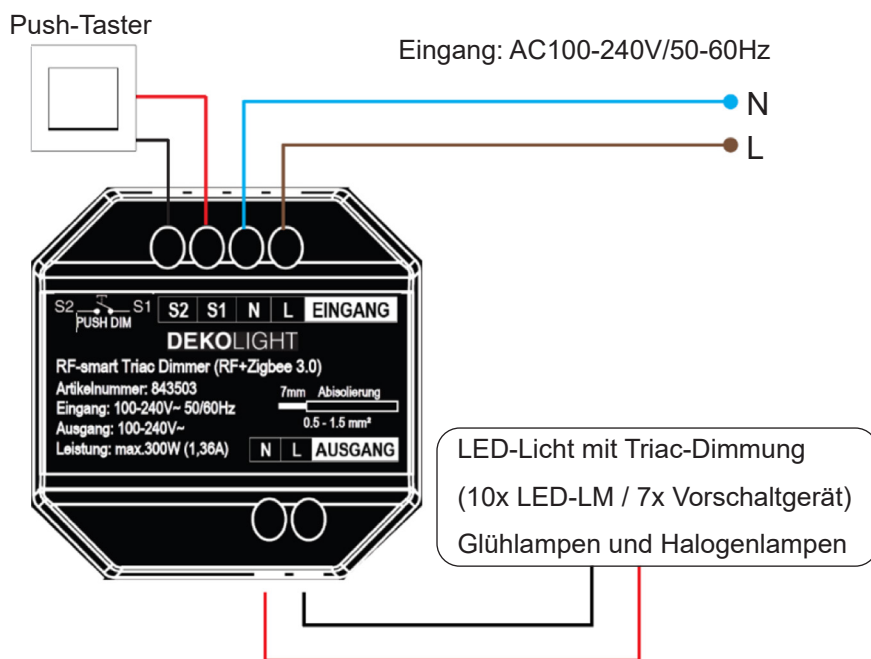 Push-Taster
Eingang: AC100-240V/50-60Hz
N
L
S2 S1
PUSH DIM
S2 S1 N L EINGANG
DEKOLIGHT
RF-smart Triac Dimmer (RF+Zigbee 3.0)
Artikelnummer: 843503
Eingang: 100-240V~ 50/60Hz
Ausgang: 100-240V~
Leistung: max.300W (1,36A)
7mm Abisolierung
0.5 - 1.5 mm²
N L AUSGANG
LED-Licht mit Triac-Dimmung
(10x LED-LM / 7x Vorschaltgerät)
Glühlampen und Halogenlampen